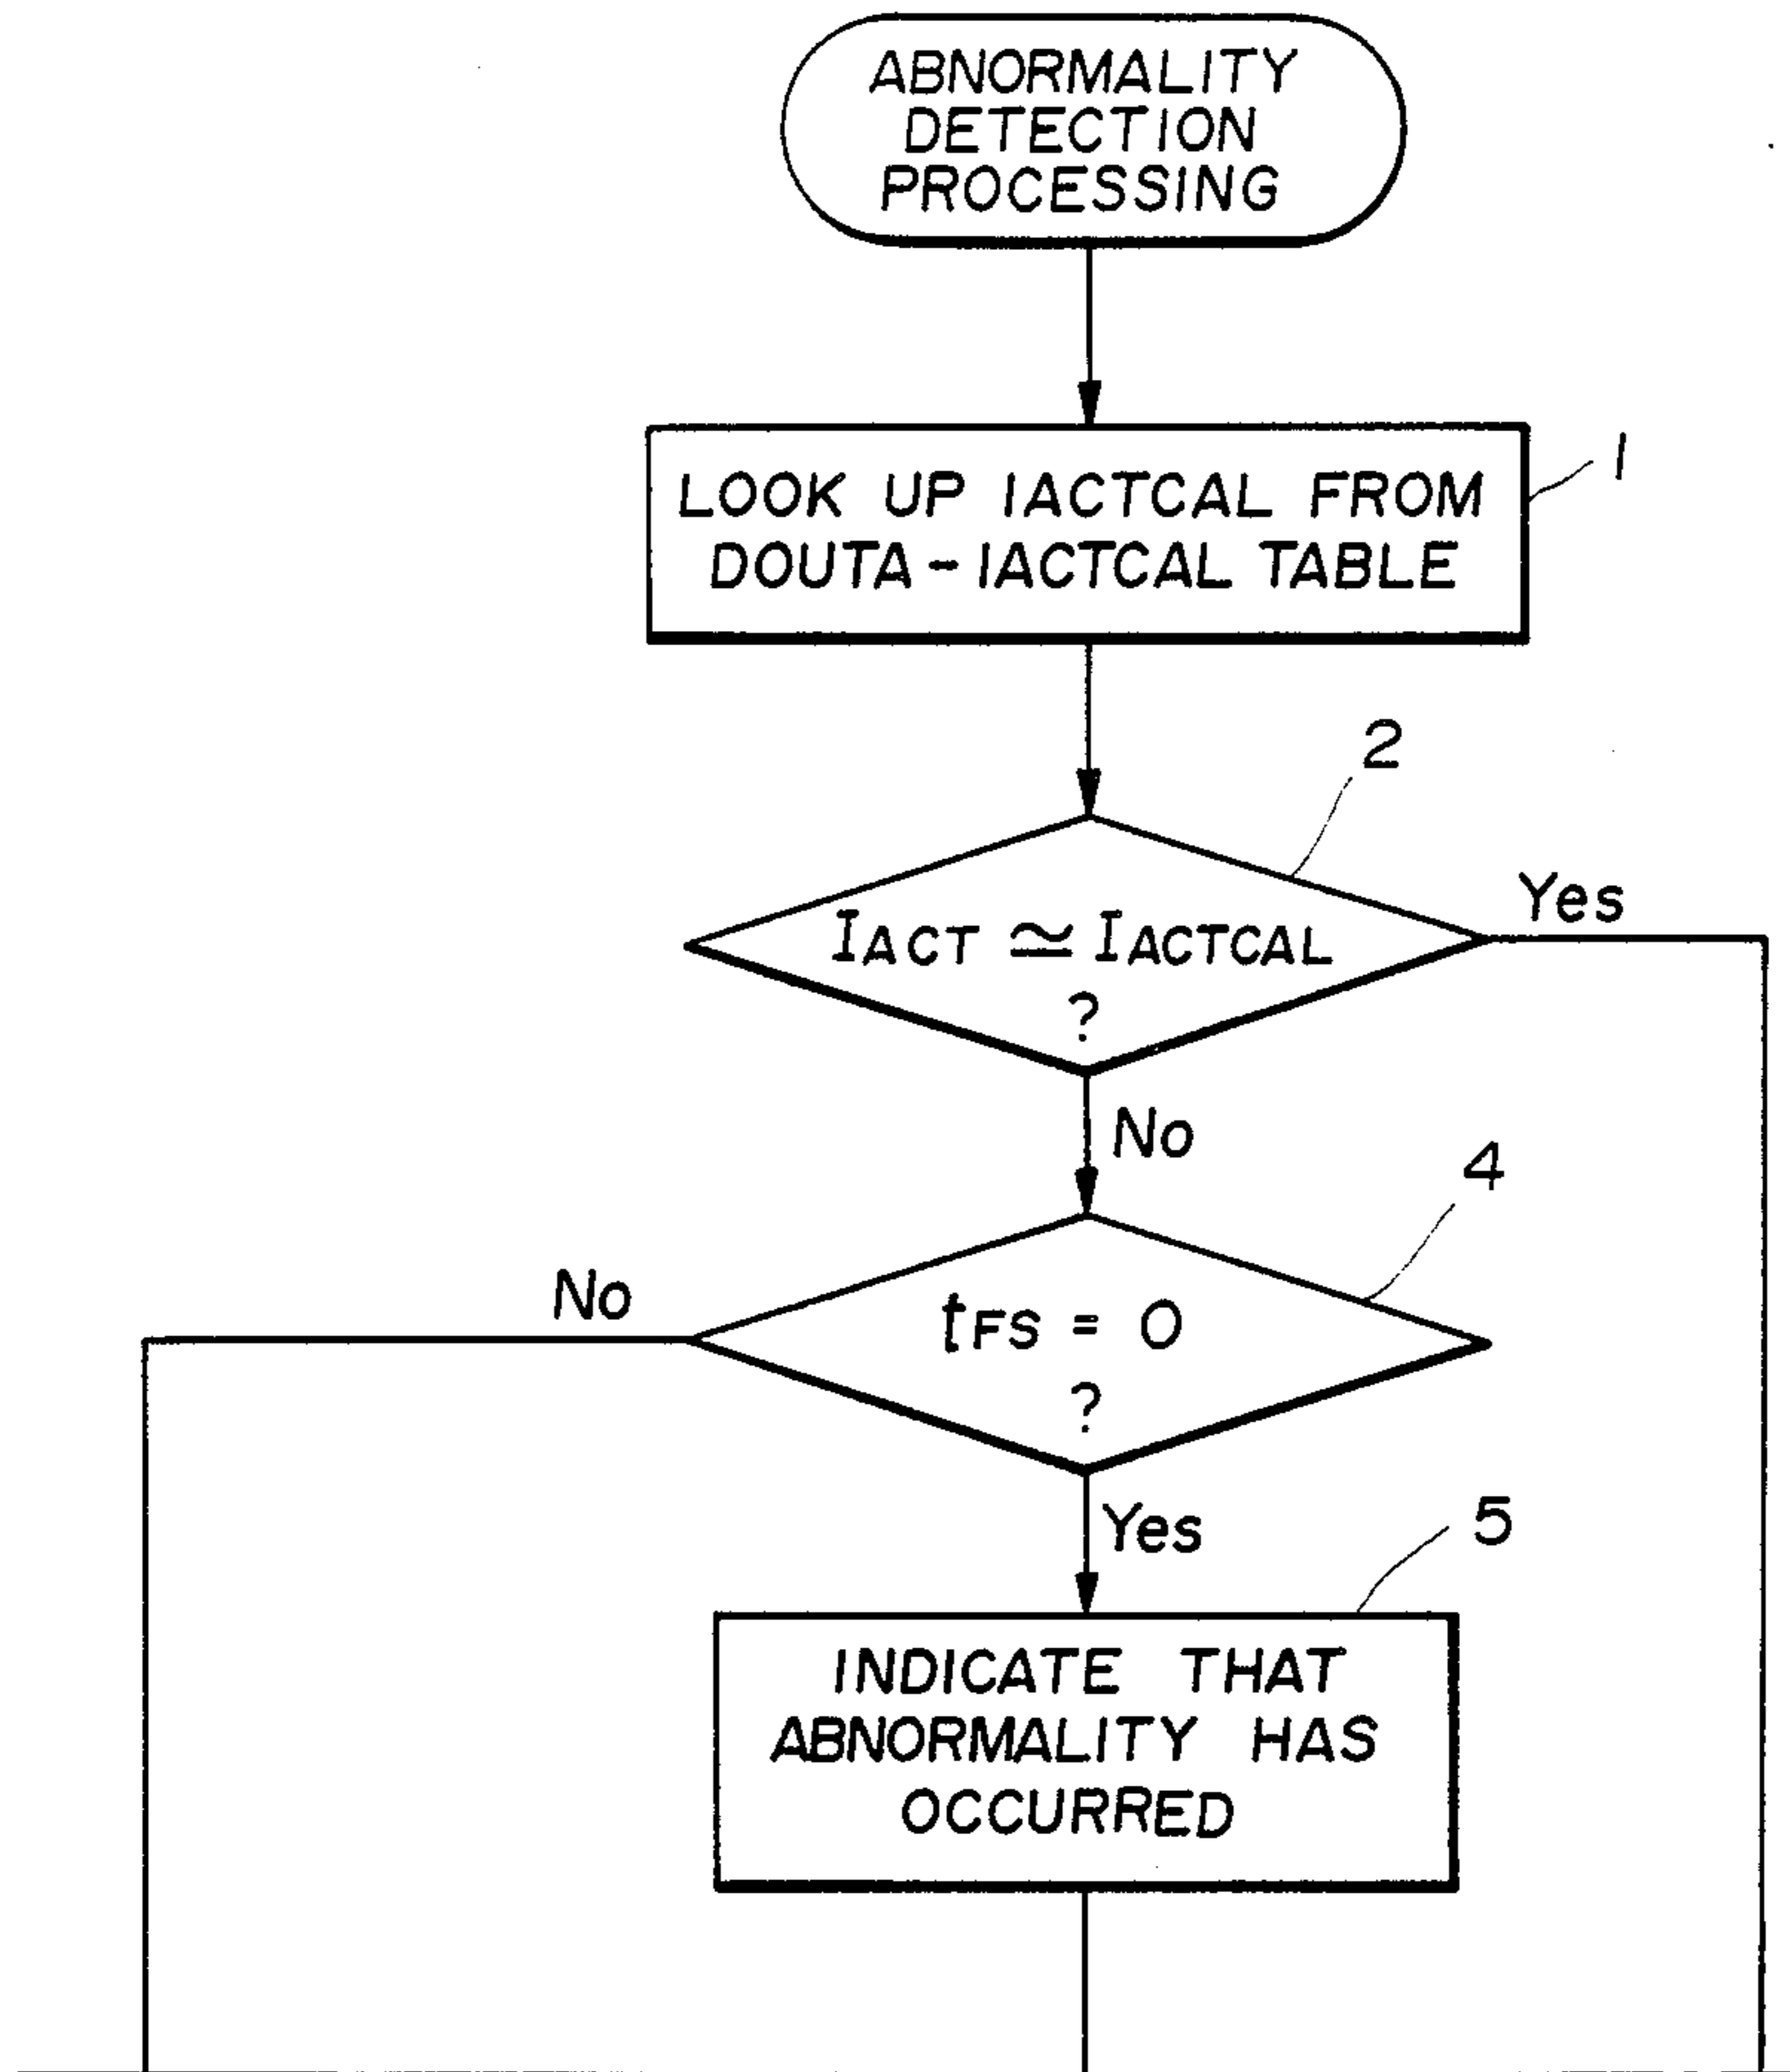 ABNORMALITY
DETECTION
PROCESSING
LOOK UP IACTCAL FROM
DOUTA-IACTCAL TABLE
1
2
IACT ≃ IACTCAL
?
Yes
No
4
tFS = 0
?
No
Yes
5
INDICATE THAT
ABNORMALITY HAS
OCCURRED